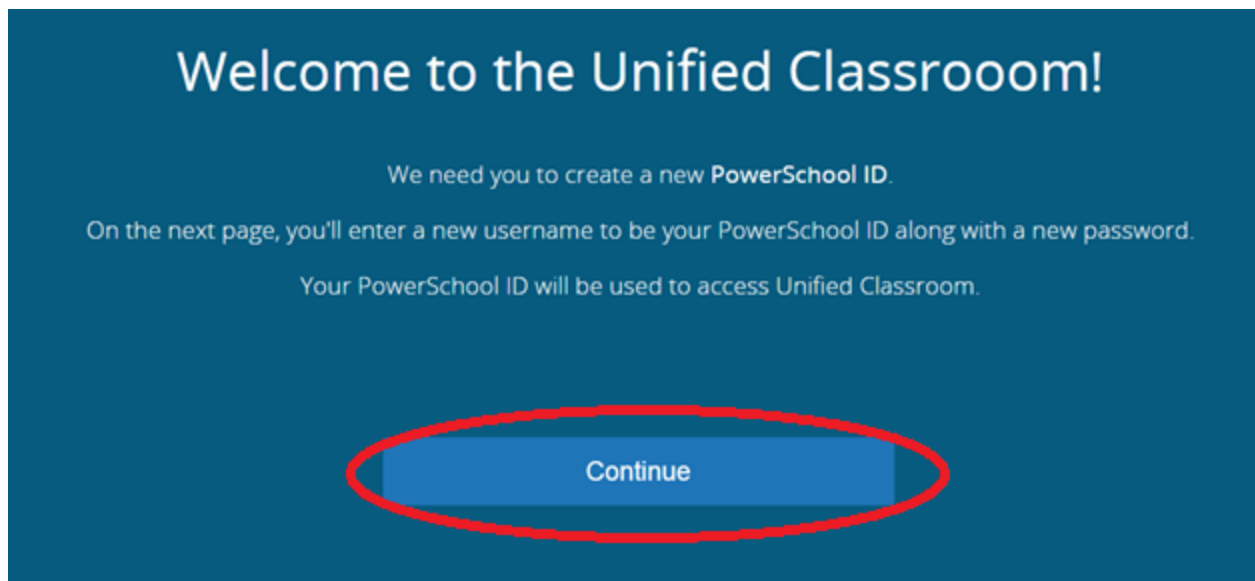 Welcome to the Unified Classrooom!
We need you to create a new PowerSchool ID.
On the next page, you'll enter a new username to be your PowerSchool ID along with a new password.
Your PowerSchool ID will be used to access Unified Classroom.
Continue